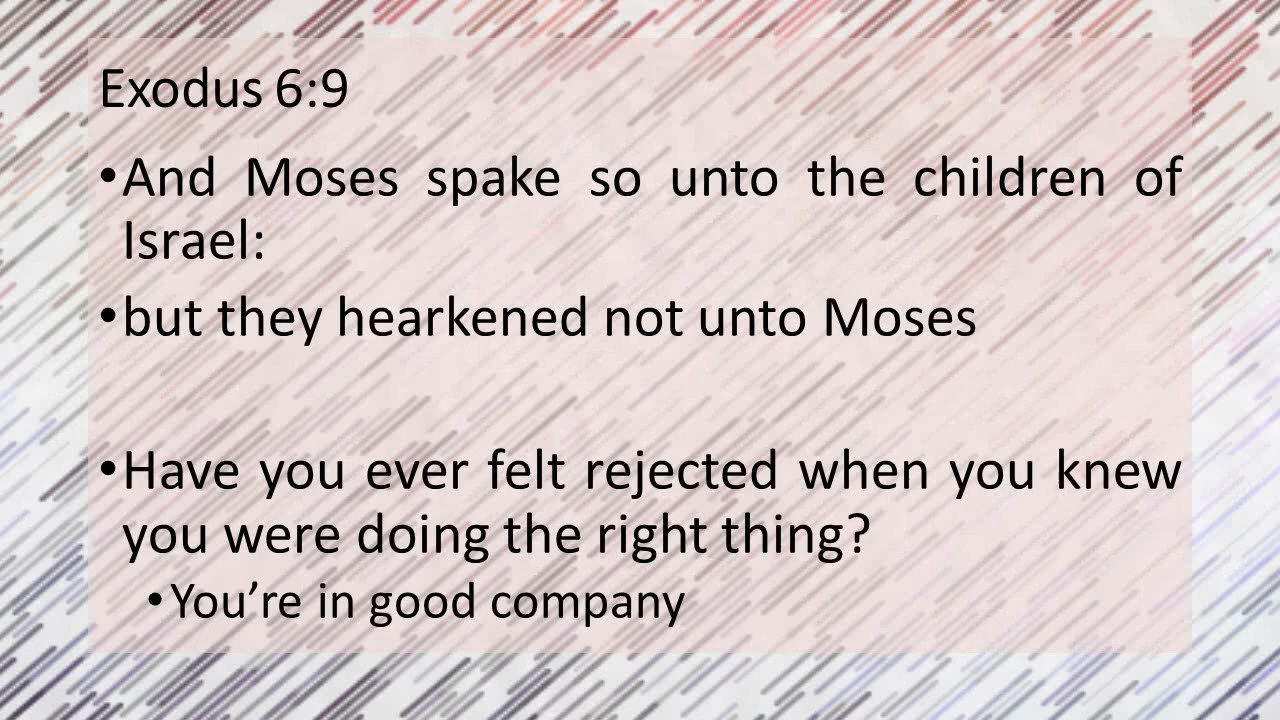 Exodus 6:9
•And Moses spake so unto the children of
Israel:
•but they hearkened not unto Moses
•Have you ever felt rejected when you knew
you were doing the right thing?
•You’re in good company